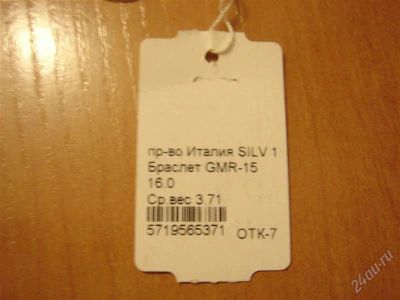 пр-во Италия SILV 1
Браслет GMR-15
16.0
Ср.вес 3.71
5719565371 ОТК-7
24au.ru